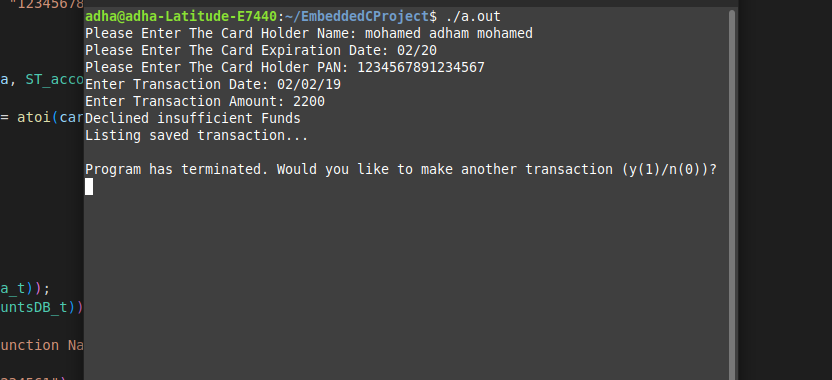 "12345678
adha@adha-Latitude-E7440:~/EmbeddedCProject$ ./a.out
Please Enter The Card Holder Name: mohamed adham mohamed
Please Enter The Card Expiration Date: 02/20
Please Enter The Card Holder PAN: 1234567891234567
a, ST_acco
Enter Transaction Date: 02/02/19
Enter Transaction Amount: 2200
= atoi(car
Declined insufficient Funds
Listing saved transaction...
Program has terminated. Would you like to make another transaction (y(1)/n(0))?
a_t));
untsDB_t))
unction Na